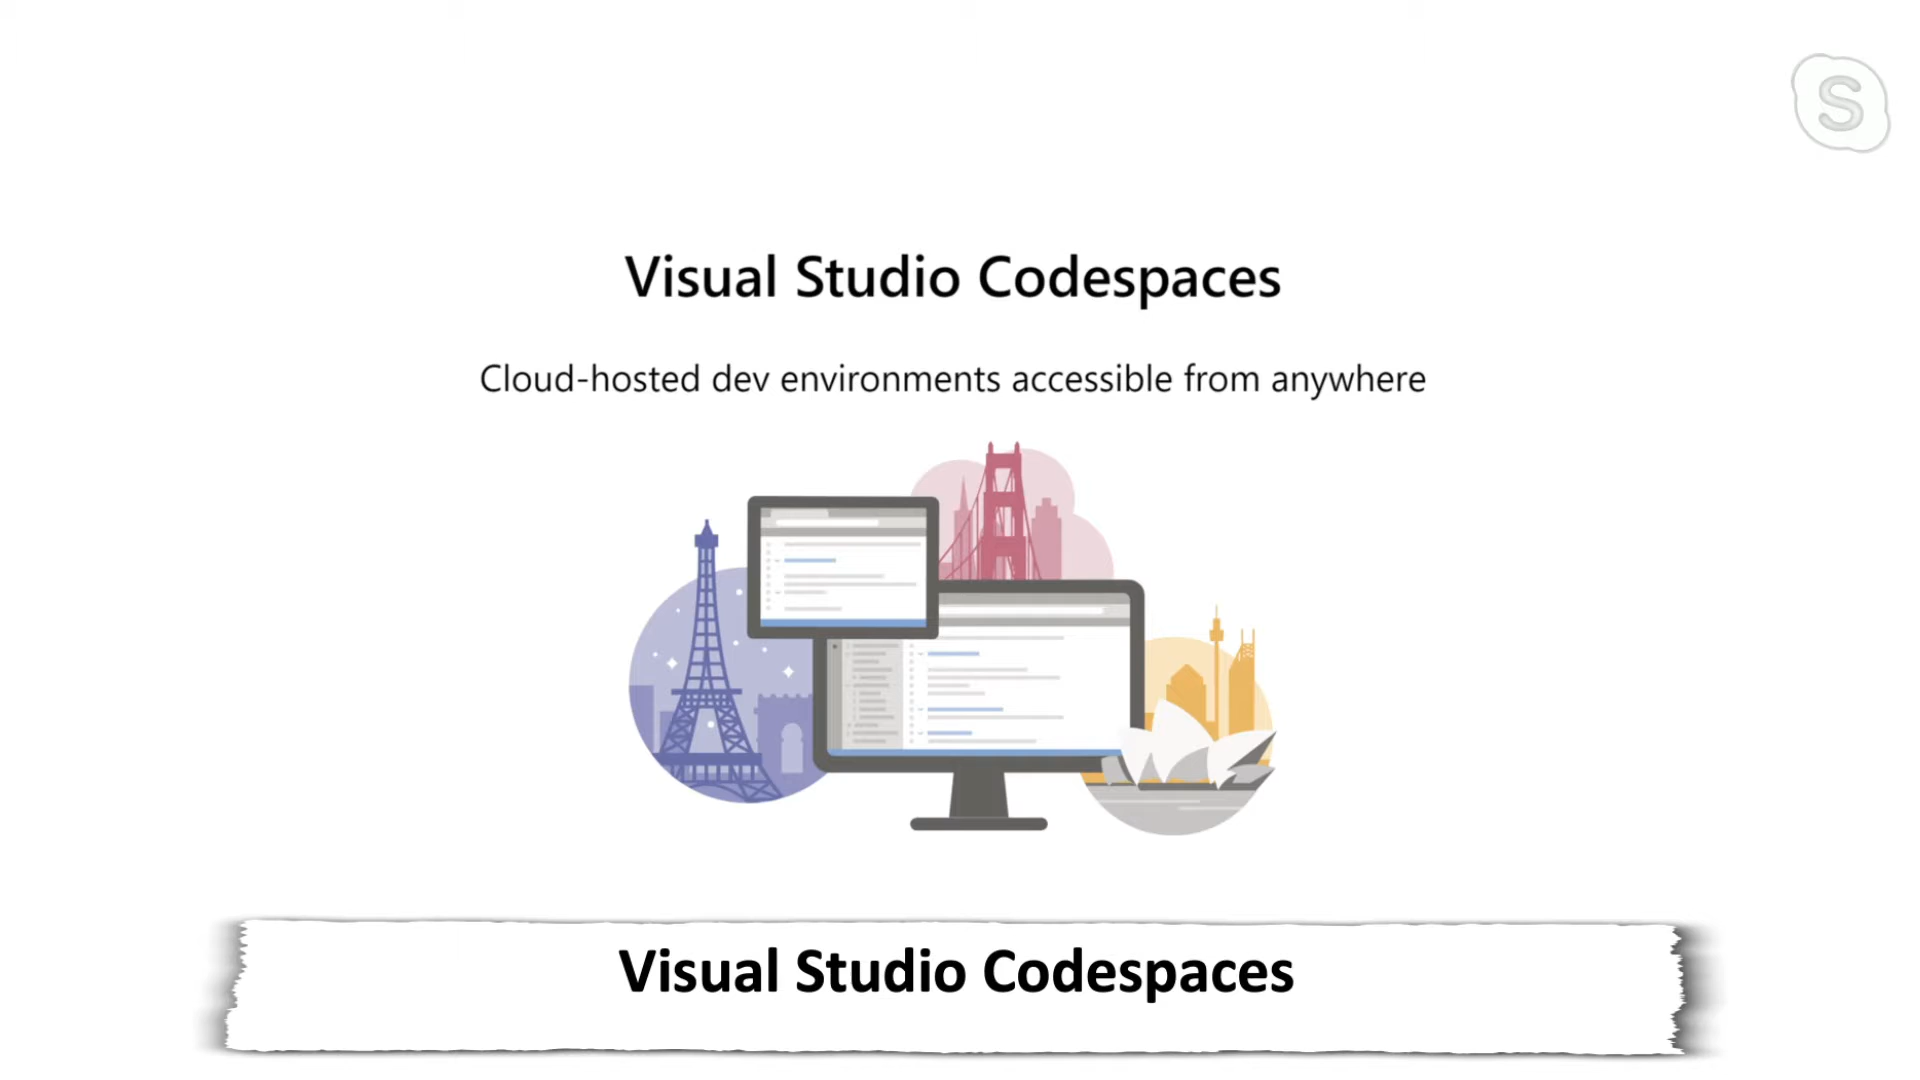 S
Visual Studio Codespaces
Cloud-hosted dev environments accessible from anywhere
Visual Studio Codespaces